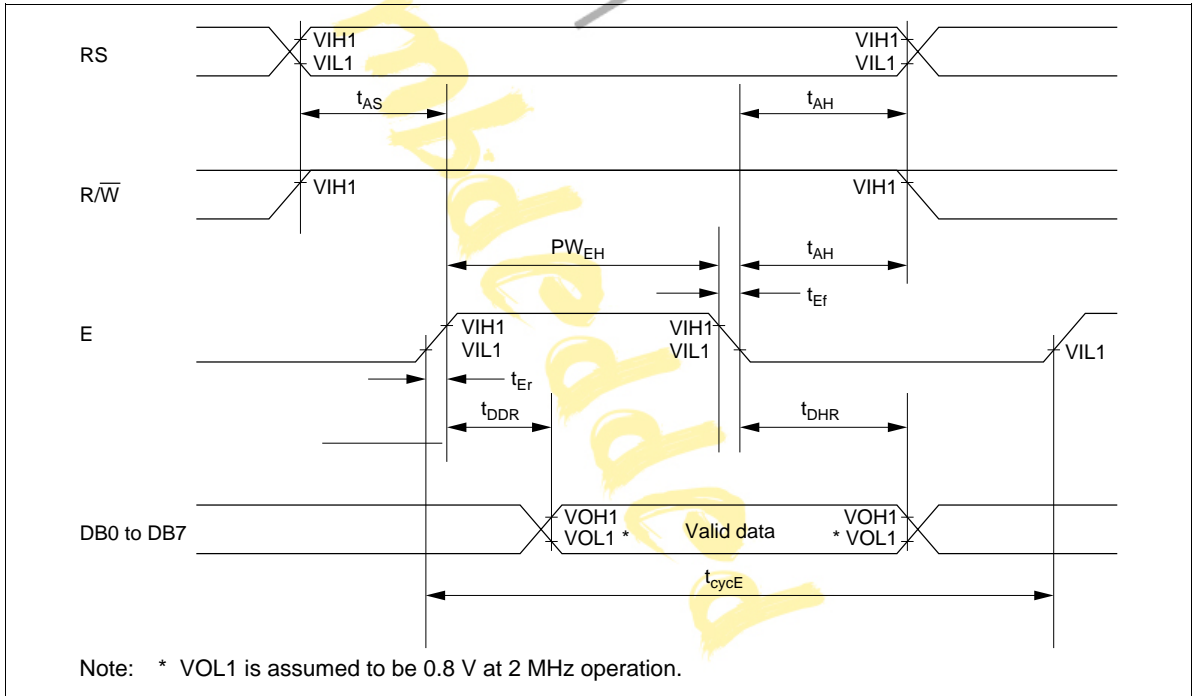 RS
VIH1
VIL1
VIH1
VIL1
tAS
tAH
R/W̅
VIH1
VIH1
PWEH
tAH
tEf
E
VIH1
VIL1
VIH1
VIL1
VIL1
tEr
tDDR
tDHR
DB0 to DB7
VOH1
VOL1 *
Valid data
VOH1
* VOL1
tcycE
Note: * VOL1 is assumed to be 0.8 V at 2 MHz operation.
mbedded